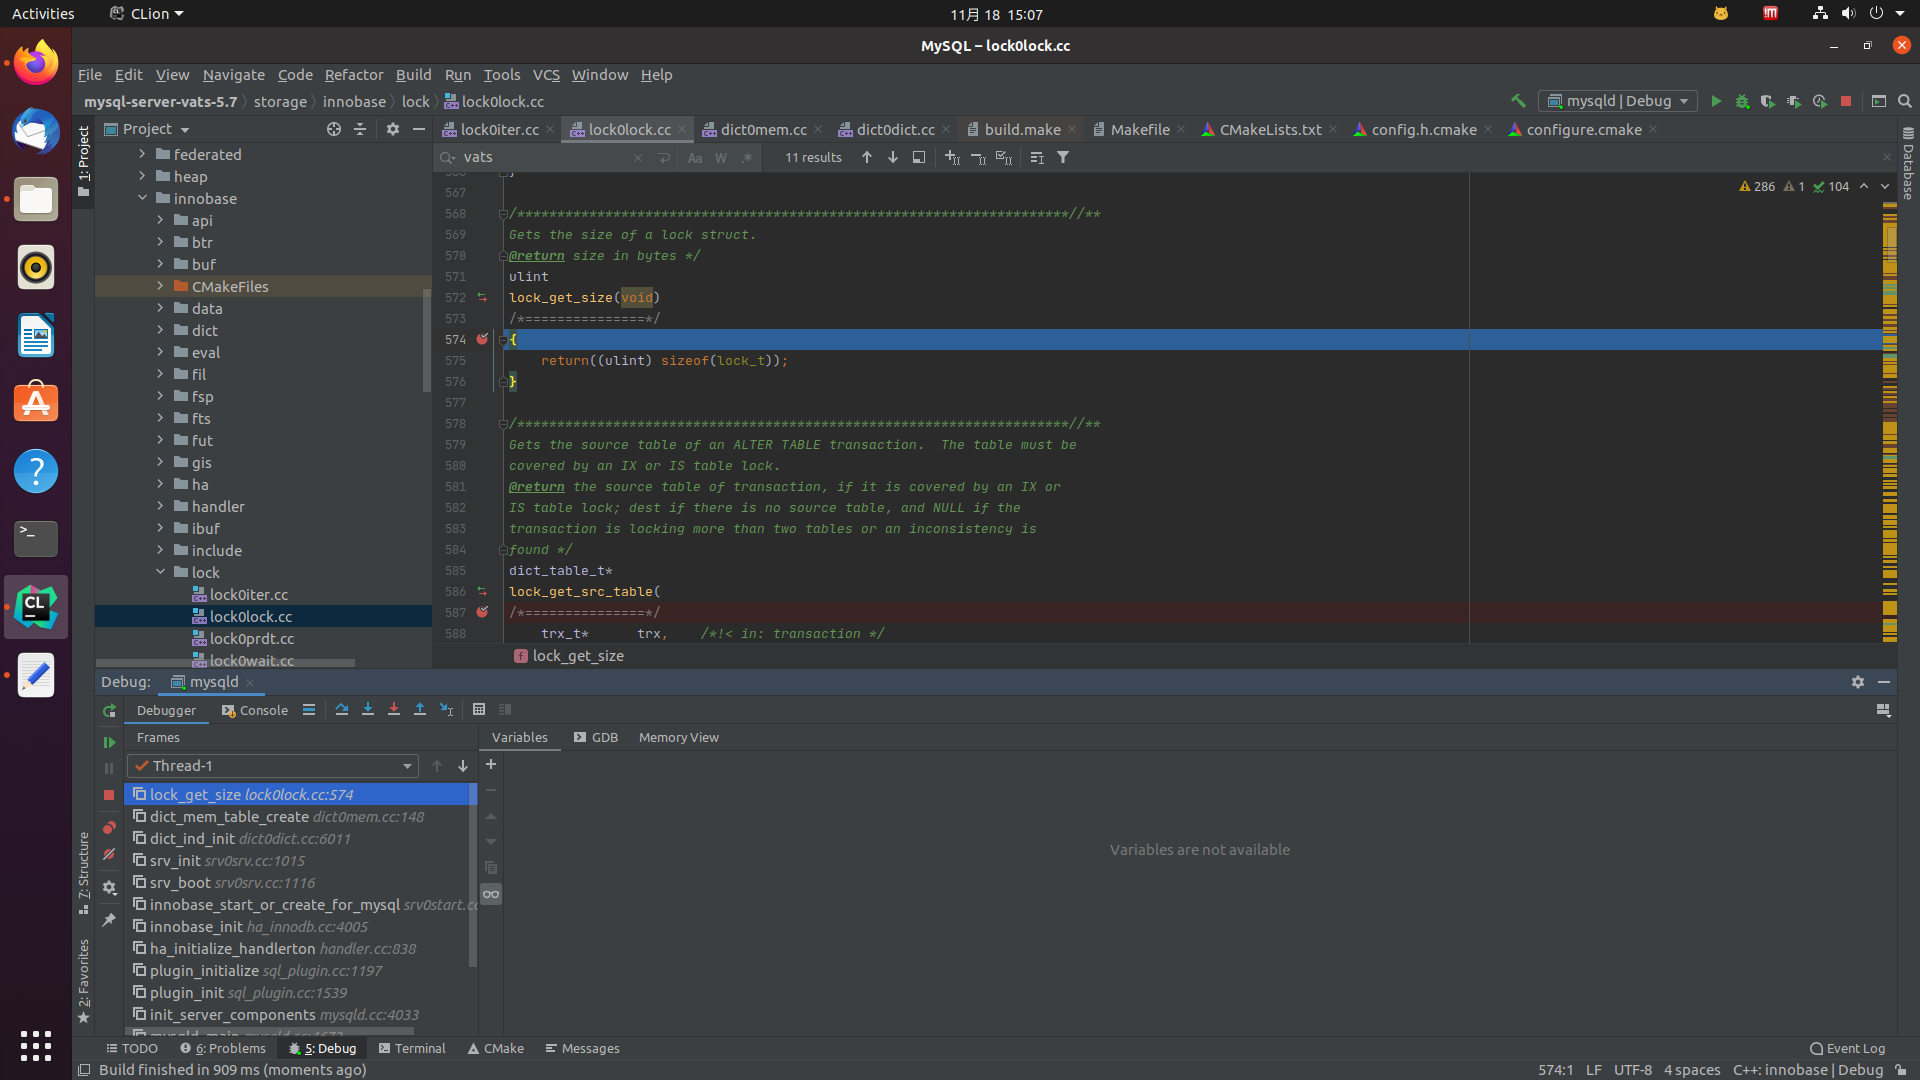 Activities
CLion
11月 18 15:07
MySQL – lock0lock.cc
File Edit View Navigate Code Refactor Build Run Tools VCS Window Help
mysql-server-vats-5.7 storage innobase lock lock0lock.cc
mysqld | Debug
1: Project
Project
federated
heap
innobase
api
btr
buf
CMakeFiles
data
dict
eval
fil
fsp
fts
fut
gis
ha
handler
ibuf
include
lock
lock0iter.cc
lock0lock.cc
lock0prdt.cc
lock0wait.cc
lock0iter.cc lock0lock.cc dict0mem.cc dict0dict.cc build.make Makefile CMakeLists.txt config.h.cmake configure.cmake
vats
Aa W .*
11 results
286 1 104
Database
567
568 /*********************************************************************//**
569 Gets the size of a lock struct.
570 @return size in bytes */
571 ulint
572 lock_get_size(void)
573 /*===============*/
574 {
575 return((ulint) sizeof(lock_t));
576 }
577
578 /*********************************************************************//**
579 Gets the source table of an ALTER TABLE transaction.  The table must be
580 covered by an IX or IS table lock.
581 @return the source table of transaction, if it is covered by an IX or
582 IS table lock; dest if there is no source table, and NULL if the
583 transaction is locking more than two tables or an inconsistency is
584 found */
585 dict_table_t*
586 lock_get_src_table(
587 /*===============*/
588 trx_t* trx, /*!< in: transaction */
f lock_get_size
Debug: mysqld
Debugger Console
Frames
Thread-1
lock_get_size lock0lock.cc:574
dict_mem_table_create dict0mem.cc:148
dict_ind_init dict0dict.cc:6011
srv_init srv0srv.cc:1015
srv_boot srv0srv.cc:1116
innobase_start_or_create_for_mysql srv0start.cc
innobase_init ha_innodb.cc:4005
ha_initialize_handlerton handler.cc:838
plugin_initialize sql_plugin.cc:1197
plugin_init sql_plugin.cc:1539
init_server_components mysqld.cc:4033
mysqld_main mysqld.cc:4673
Variables GDB Memory View
Variables are not available
7: Structure
2: Favorites
TODO 6: Problems 5: Debug Terminal CMake Messages
Event Log
Build finished in 909 ms (moments ago)
574:1 LF UTF-8 4 spaces C++: innobase | Debug